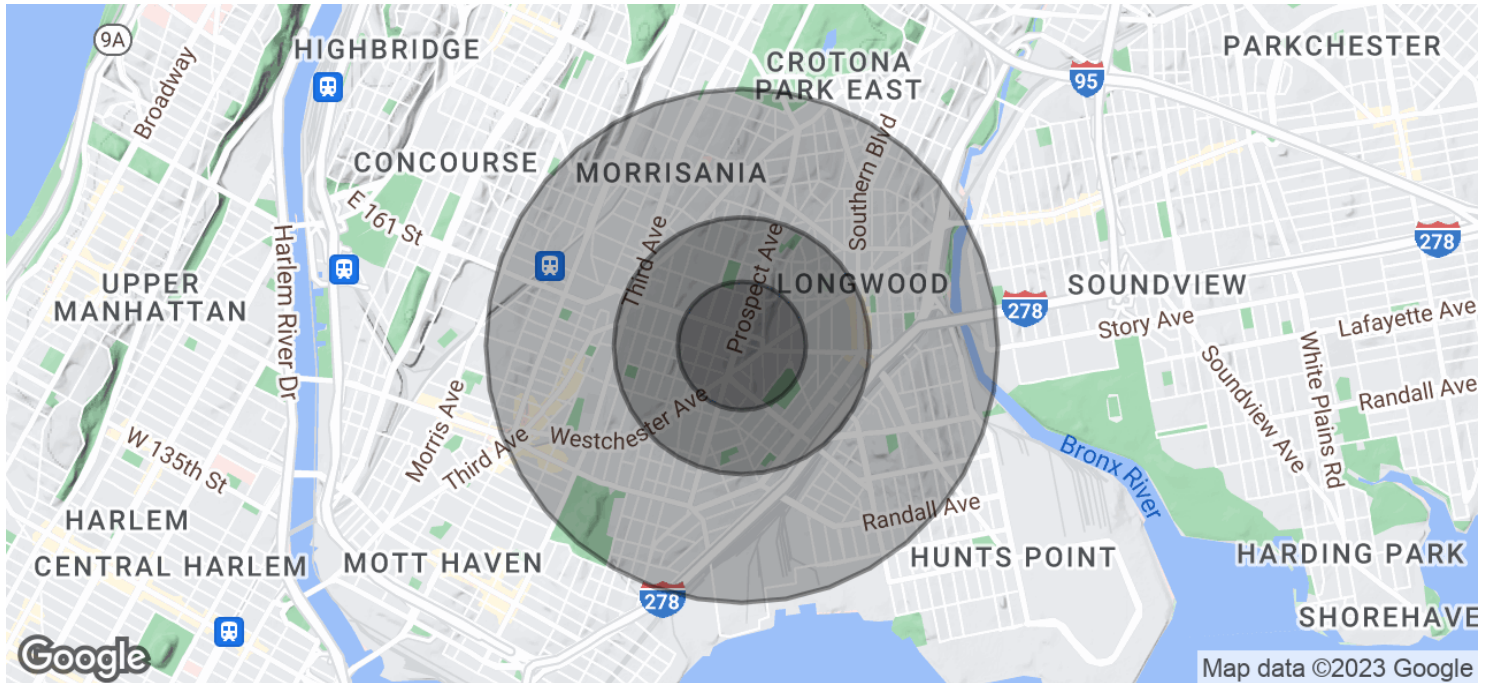 9A
HIGHBRIDGE
Broadway
CROTONA
PARK EAST
PARKCHESTER
95
CONCOURSE
MORRISANIA
Southern Blvd
E 161 St
Harlem River Dr
Third Ave
Prospect Ave
278
UPPER
MANHATTAN
LONGWOOD
SOUNDVIEW
278
Story Ave
Lafayette Ave
Soundview Ave
White Plains Rd
Randall Ave
Morris Ave
Westchester Ave
Third Ave
W 135th St
Bronx River
HARLEM
Randall Ave
CENTRAL HARLEM
MOTT HAVEN
HUNTS POINT
HARDING PARK
278
SHOREHAVE
Google
Map data ©2023 Google